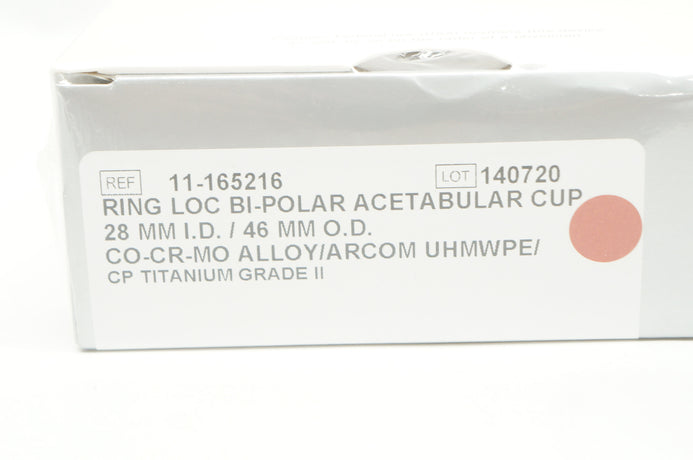 REF 11-165216 LOT 140720
RING LOC BI-POLAR ACETABULAR CUP
28 MM I.D. / 46 MM O.D.
CO-CR-MO ALLOY/ARCOM UHMWPE/
CP TITANIUM GRADE II